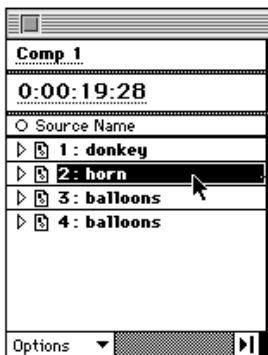 Comp 1
0:00:19:28
Source Name
1: donkey
2: horn
3: balloons
4: balloons
Options